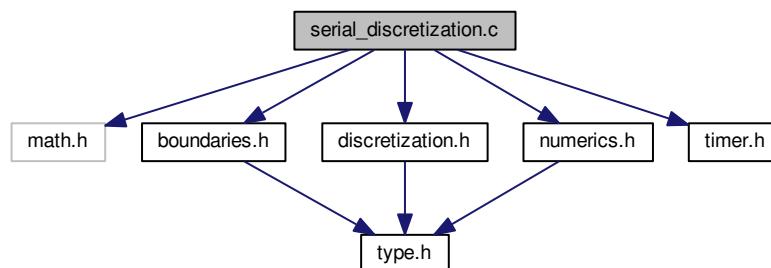 serial_discretization.c
math.h
boundaries.h
discretization.h
numerics.h
timer.h
type.h